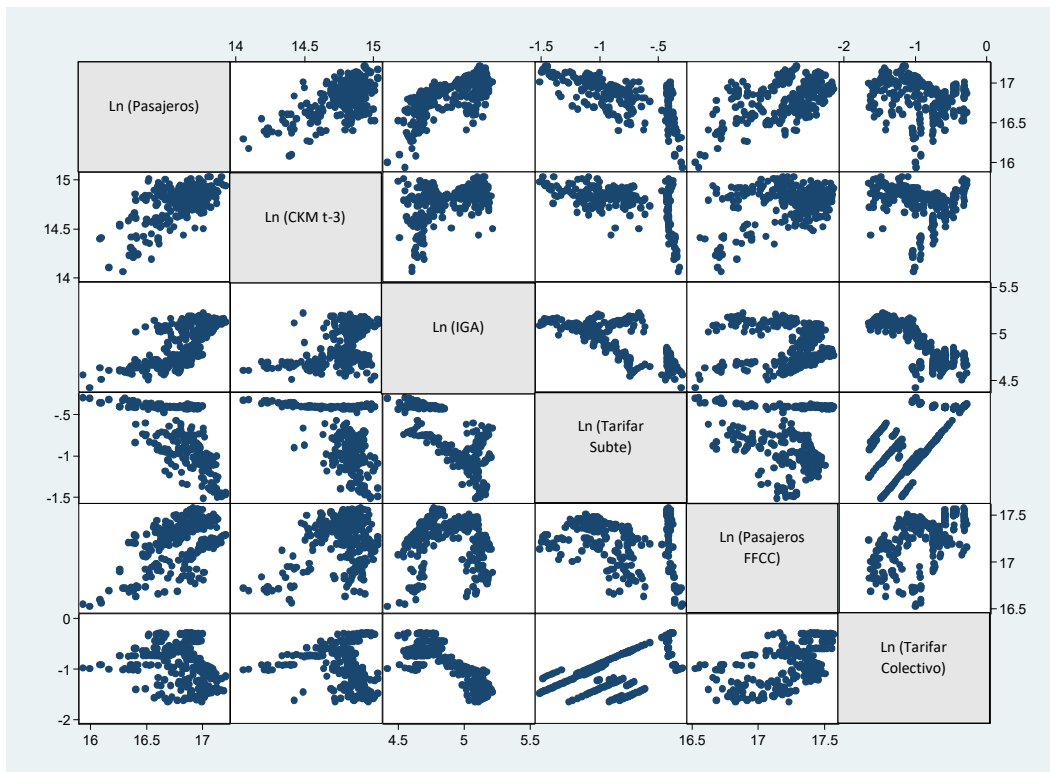 14 14.5 15 -1.5 -1 -.5 -2 -1 0
Ln (Pasajeros)
17
16.5
16
15
14.5
14
Ln (CKM t-3)
Ln (IGA)
5.5
5
4.5
-.5
-1
-1.5
Ln (Tarifar
Subte)
Ln (Pasajeros
FFCC)
17.5
17
16.5
0
-1
-2
Ln (Tarifar
Colectivo)
16 16.5 17 4.5 5 5.5 16.5 17 17.5